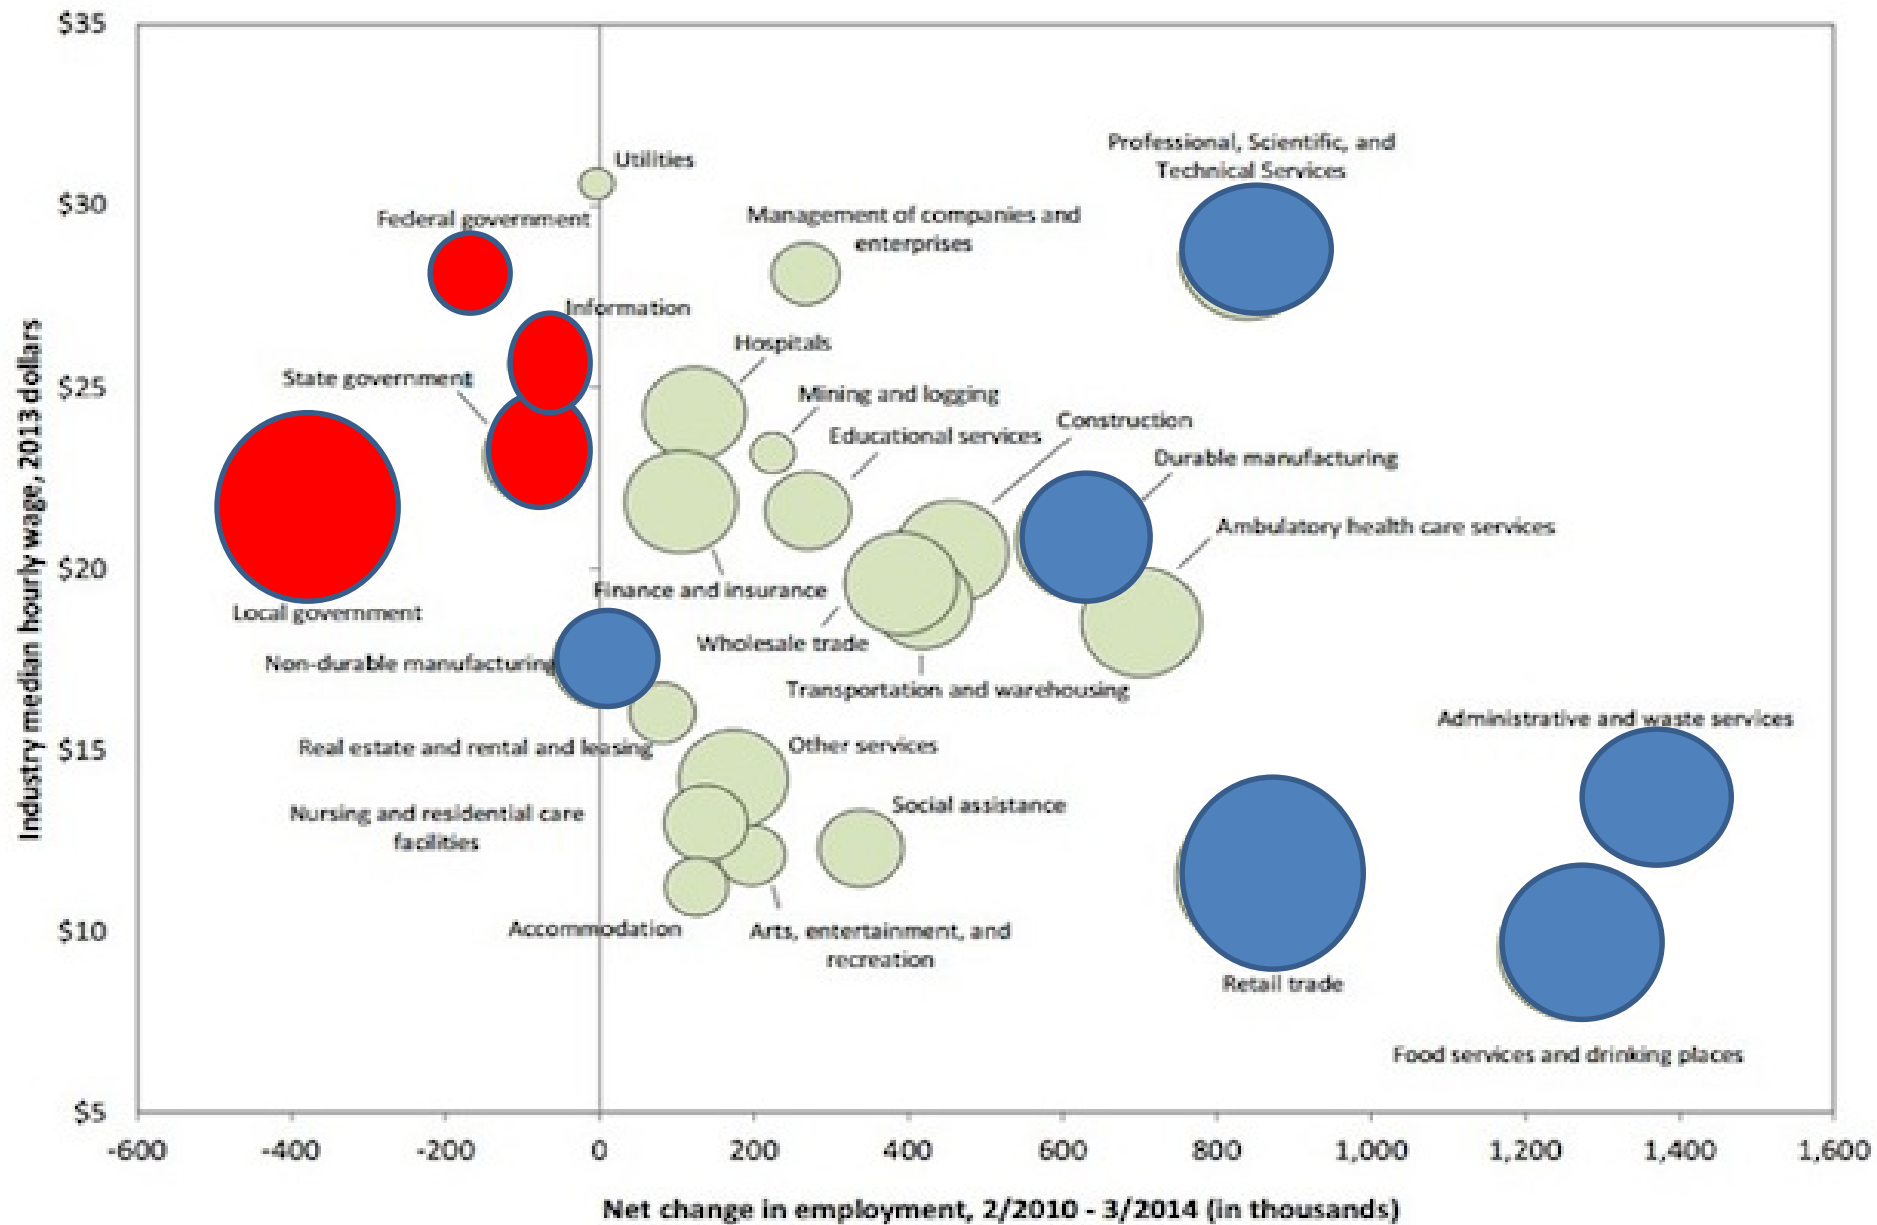 $35
Professional, Scientific, and
Technical Services
Utilities
$30
Federal government
Management of companies and
enterprises
Information
Hospitals
State government
$25
Mining and logging
Educational services
Construction
Durable manufacturing
Ambulatory health care services
$20
Finance and insurance
Local government
Wholesale trade
Non-durable manufacturing
Transportation and warehousing
Administrative and waste services
Real estate and rental and leasing
$15
Other services
Nursing and residential care
facilities
Social assistance
Accommodation
$10
Arts, entertainment, and
recreation
Retail trade
Food services and drinking places
$5
Industry median hourly wage, 2013 dollars
-600 -400 -200 0 200 400 600 800 1,000 1,200 1,400 1,600
Net change in employment, 2/2010 - 3/2014 (in thousands)